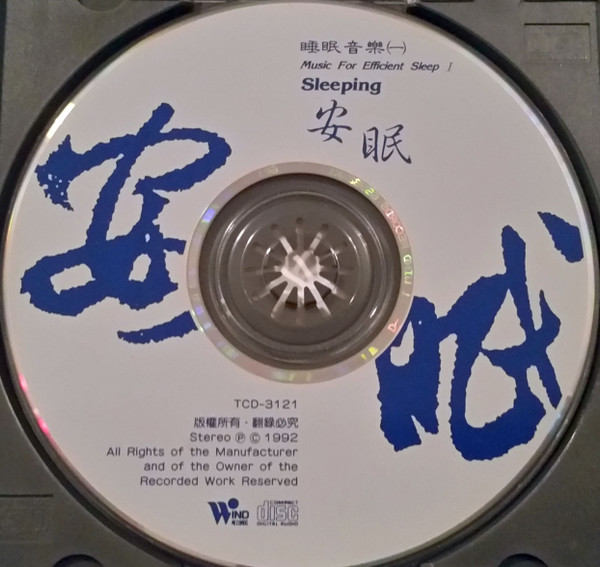 睡眠音樂㈠
Music For Efficient Sleep I
Sleeping
安眠
安眠
TCD-3121
版權所有・翻錄必究
Stereo Ⓟ © 1992
All Rights of the Manufacturer
and of the Owner of the
Recorded Work Reserved
WIND
COMPACT
disc
DIGITAL AUDIO